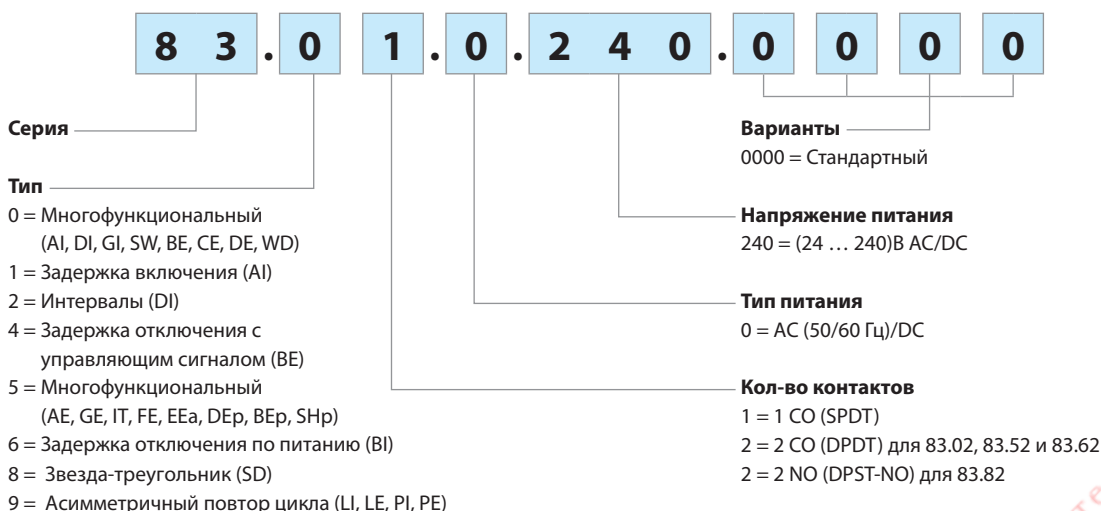 8 3 . 0 1 . 0 . 2 4 0 . 0 0 0 0
Серия
Тип
0 = Многофункциональный
(AI, DI, GI, SW, BE, CE, DE, WD)
1 = Задержка включения (AI)
2 = Интервалы (DI)
4 = Задержка отключения с
управляющим сигналом (BE)
5 = Многофункциональный
(AE, GE, IT, FE, EEa, DEp, BEp, SHp)
6 = Задержка отключения по питанию (BI)
8 = Звезда-треугольник (SD)
9 = Асимметричный повтор цикла (LI, LE, PI, PE)
Варианты
0000 = Стандартный
Напряжение питания
240 = (24 … 240)В AC/DC
Тип питания
0 = AC (50/60 Гц)/DC
Кол-во контактов
1 = 1 CO (SPDT)
2 = 2 CO (DPDT) для 83.02, 83.52 и 83.62
2 = 2 NO (DPST-NO) для 83.82